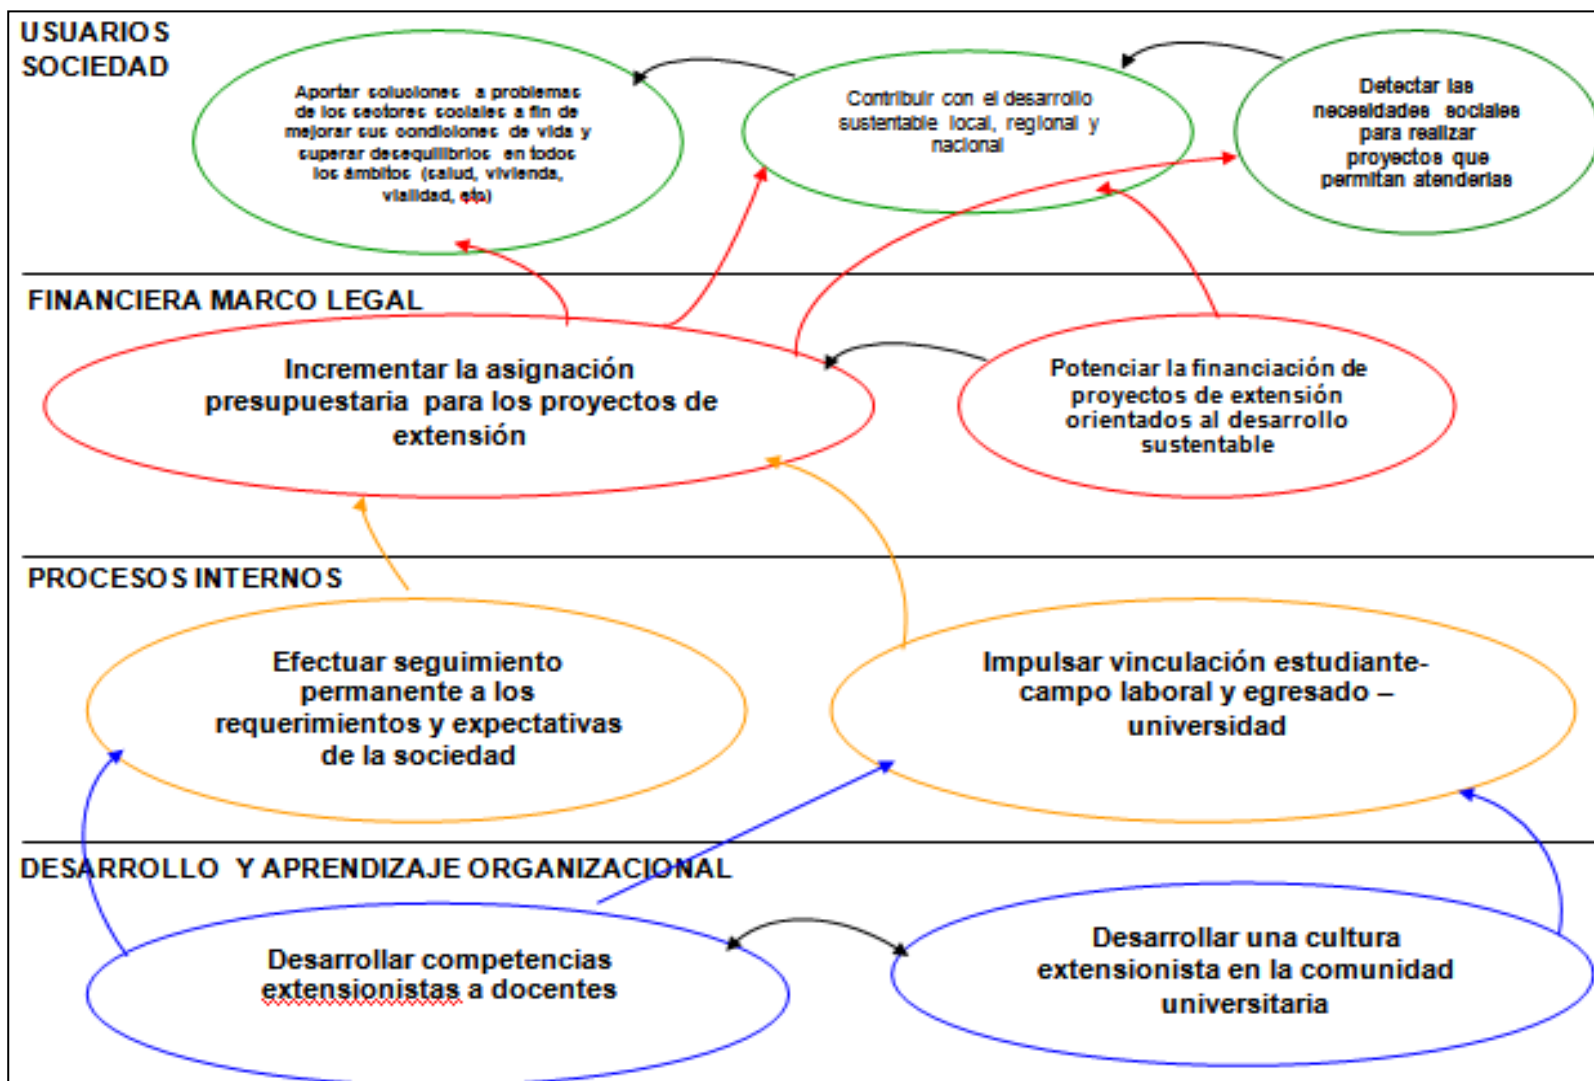 USUARIOS
SOCIEDAD
Aportar soluciones a problemas
de los sectores sociales a fin de
mejorar sus condiciones de vida y
superar desequilibrios en todos
los ámbitos (salud, vivienda,
vialidad, etc)
Contribuir con el desarrollo
sustentable local, regional y
nacional
Detectar las
necesidades sociales
para realizar
proyectos que
permitan atenderlas
FINANCIERA MARCO LEGAL
Incrementar la asignación
presupuestaria para los proyectos de
extensión
Potenciar la financiación de
proyectos de extensión
orientados al desarrollo
sustentable
PROCESOS INTERNOS
Efectuar seguimiento
permanente a los
requerimientos y expectativas
de la sociedad
Impulsar vinculación estudiante-
campo laboral y egresado –
universidad
DESARROLLO Y APRENDIZAJE ORGANIZACIONAL
Desarrollar competencias
extensionistas a docentes
Desarrollar una cultura
extensionista en la comunidad
universitaria